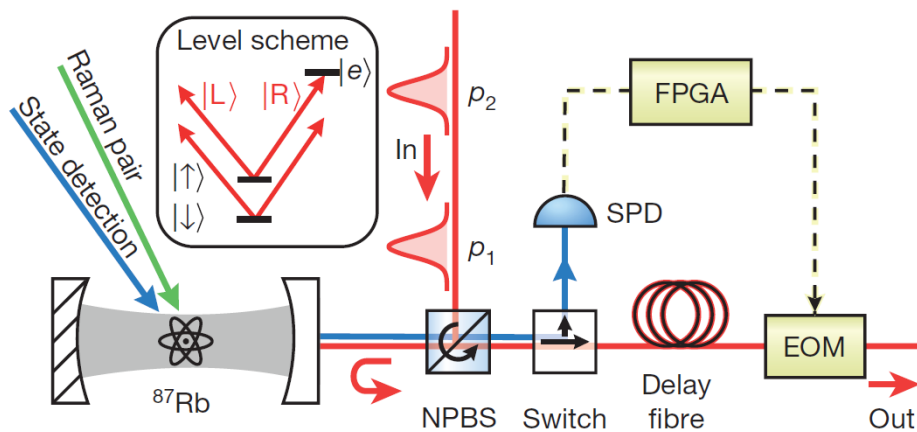 Level scheme
|e⟩
|L⟩ |R⟩
|↑⟩
|↓⟩
Raman pair
State detection
p2
In
p1
FPGA
SPD
EOM
87Rb
NPBS
Switch
Delay
fibre
Out